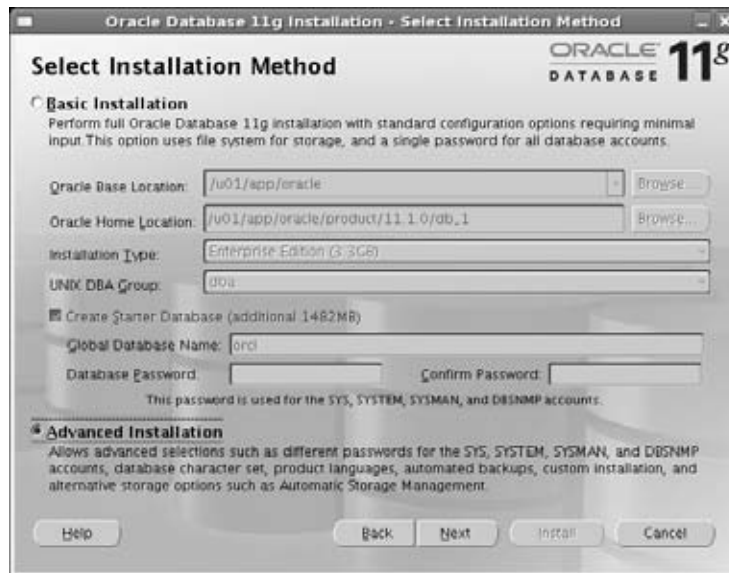 Oracle Database 11g Installation - Select Installation Method
Select Installation Method
ORACLE
DATABASE 11g
Basic Installation
Perform full Oracle Database 11g installation with standard configuration options requiring minimal
input.This option uses file system for storage, and a single password for all database accounts.
Oracle Base Location: /u01/app/oracle Browse...
Oracle Home Location: /u01/app/oracle/product/11.1.0/db_1 Browse...
Installation Type: Enterprise Edition (3.3GB)
UNIX DBA Group: dba
Create Starter Database (additional 1482MB)
Global Database Name: orcl
Database Password: Confirm Password:
This password is used for the SYS, SYSTEM, SYSMAN, and DBSNMP accounts.
Advanced Installation
Allows advanced selections such as different passwords for the SYS, SYSTEM, SYSMAN, and DBSNMP
accounts, database character set, product languages, automated backups, custom installation, and
alternative storage options such as Automatic Storage Management.
Help Back Next Install Cancel